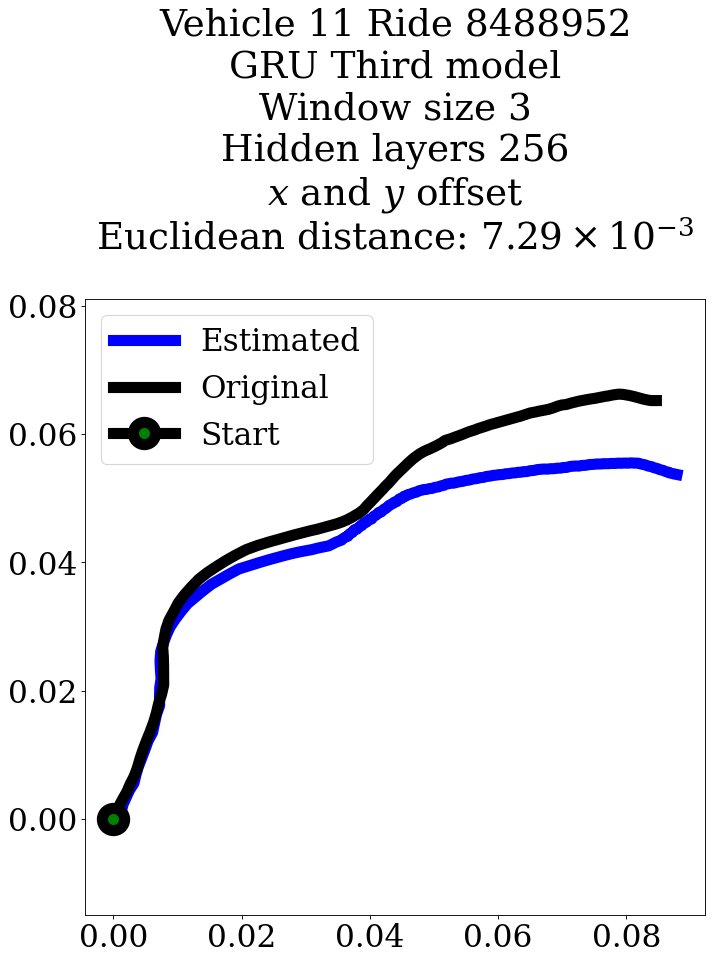 Vehicle 11 Ride 8488952
GRU Third model
Window size 3
Hidden layers 256
x and y offset
Euclidean distance: 7.29 × 10⁻³
0.08
Estimated
Original
Start
0.06
0.04
0.02
0.00
0.00 0.02 0.04 0.06 0.08